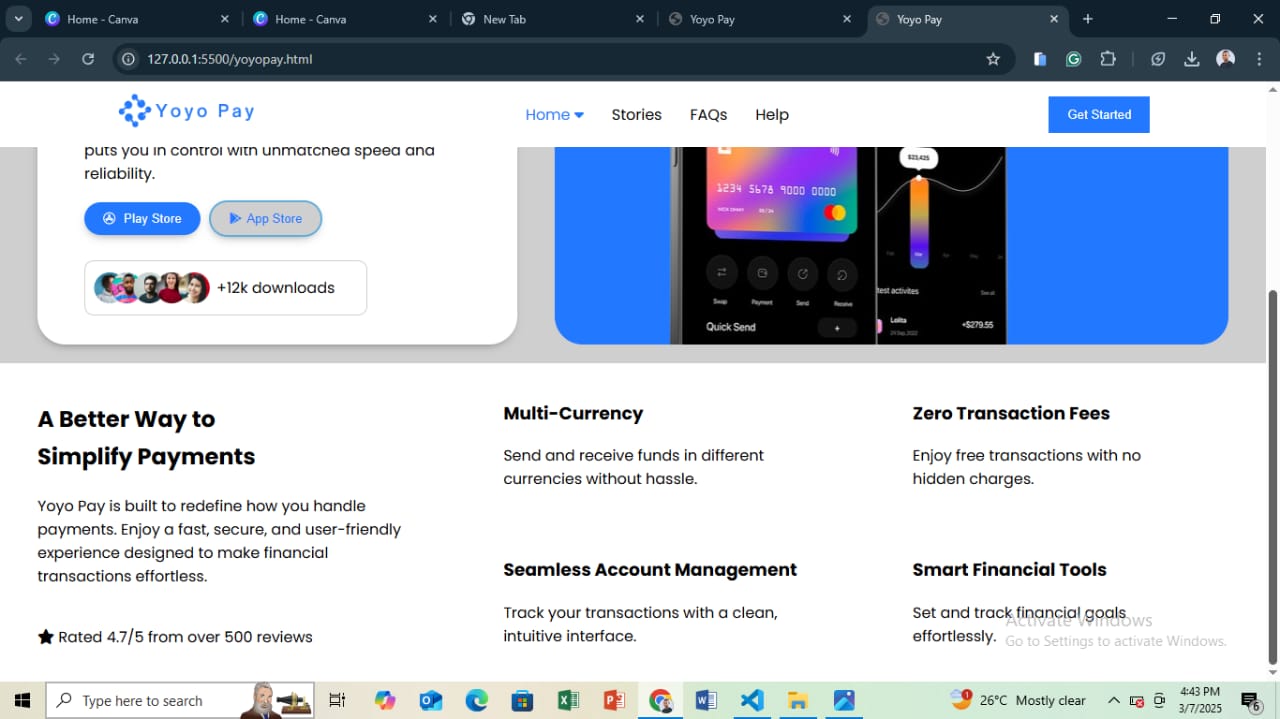 Home - Canva
Home - Canva
New Tab
Yoyo Pay
Yoyo Pay
127.0.0.1:5500/yoyopay.html
Yoyo Pay
Home
Stories
FAQs
Help
Get Started
puts you in control with unmatched speed and
reliability.
Play Store
App Store
+12k downloads
1234 5678 9000 0000
Swap
Payment
Send
Receive
Quick Send
+
$23,425
test activites
See all
Lolita
24 Sep, 2022
+$279.55
A Better Way to
Simplify Payments
Yoyo Pay is built to redefine how you handle
payments. Enjoy a fast, secure, and user-friendly
experience designed to make financial
transactions effortless.
Rated 4.7/5 from over 500 reviews
Multi-Currency
Send and receive funds in different
currencies without hassle.
Zero Transaction Fees
Enjoy free transactions with no
hidden charges.
Seamless Account Management
Track your transactions with a clean,
intuitive interface.
Smart Financial Tools
Set and track financial goals
effortlessly.
Activate Windows
Go to Settings to activate Windows.
Type here to search
1
26°C Mostly clear
4:43 PM
3/7/2025
6